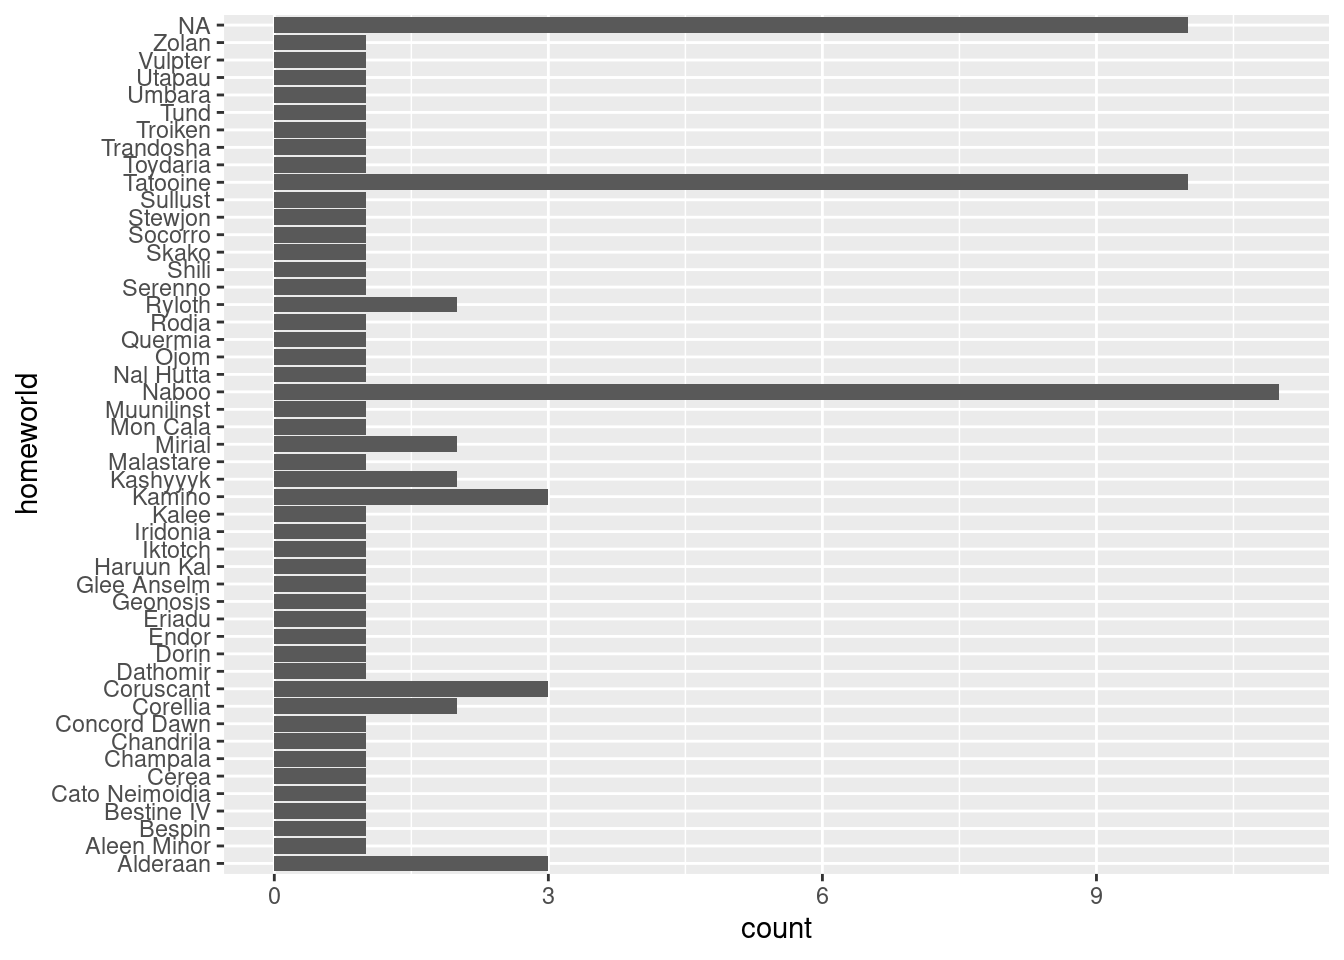 NA
Zolan
Vulpter
Utapau
Umbara
Tund
Troiken
Trandosha
Toydaria
Tatooine
Sullust
Stewjon
Socorro
Skako
Shili
Serenno
Ryloth
Rodia
Quermia
Ojom
Nal Hutta
Naboo
Muunilinst
Mon Cala
Mirial
Malastare
Kashyyyk
Kamino
Kalee
Iridonia
Iktotch
Haruun Kal
Glee Anselm
Geonosis
Eriadu
Endor
Dorin
Dathomir
Coruscant
Corellia
Concord Dawn
Chandrila
Champala
Cerea
Cato Neimoidia
Bestine IV
Bespin
Aleen Minor
Alderaan
homeworld
0 3 6 9
count